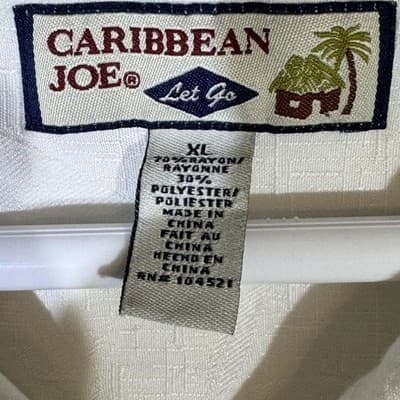 CARIBBEAN
JOE®
Let Go
XL
70% RAYON/
RAYONNE
30%
POLYESTER/
POLIESTER
MADE IN
CHINA
FAIT AU
CHINA
HECHO EN
CHINA
RN# 104521